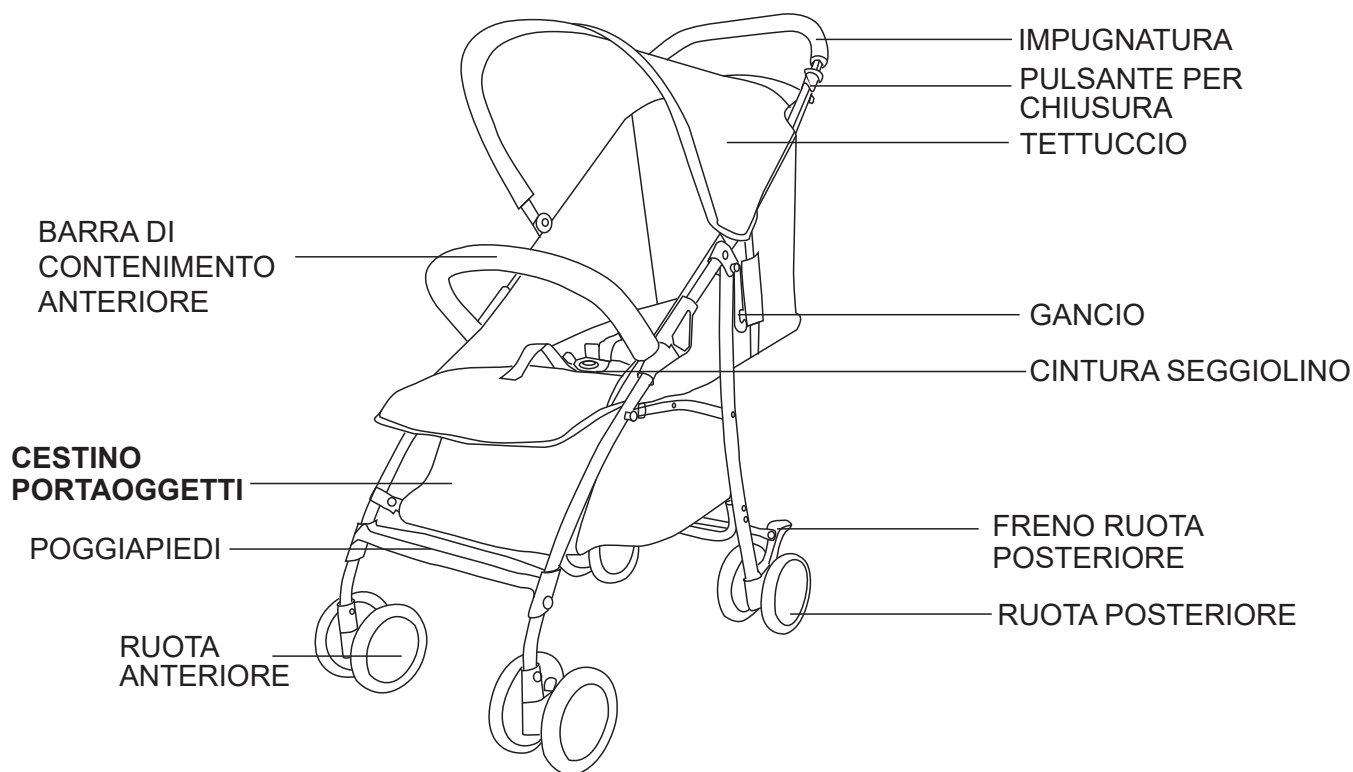 IMPUGNATURA
PULSANTE PER
CHIUSURA
TETTUCCIO
BARRA DI
CONTENIMENTO
ANTERIORE
GANCIO
CINTURA SEGGIOLINO
CESTINO
PORTAOGGETTI
POGGIAPIEDI
FRENO RUOTA
POSTERIORE
RUOTA POSTERIORE
RUOTA
ANTERIORE